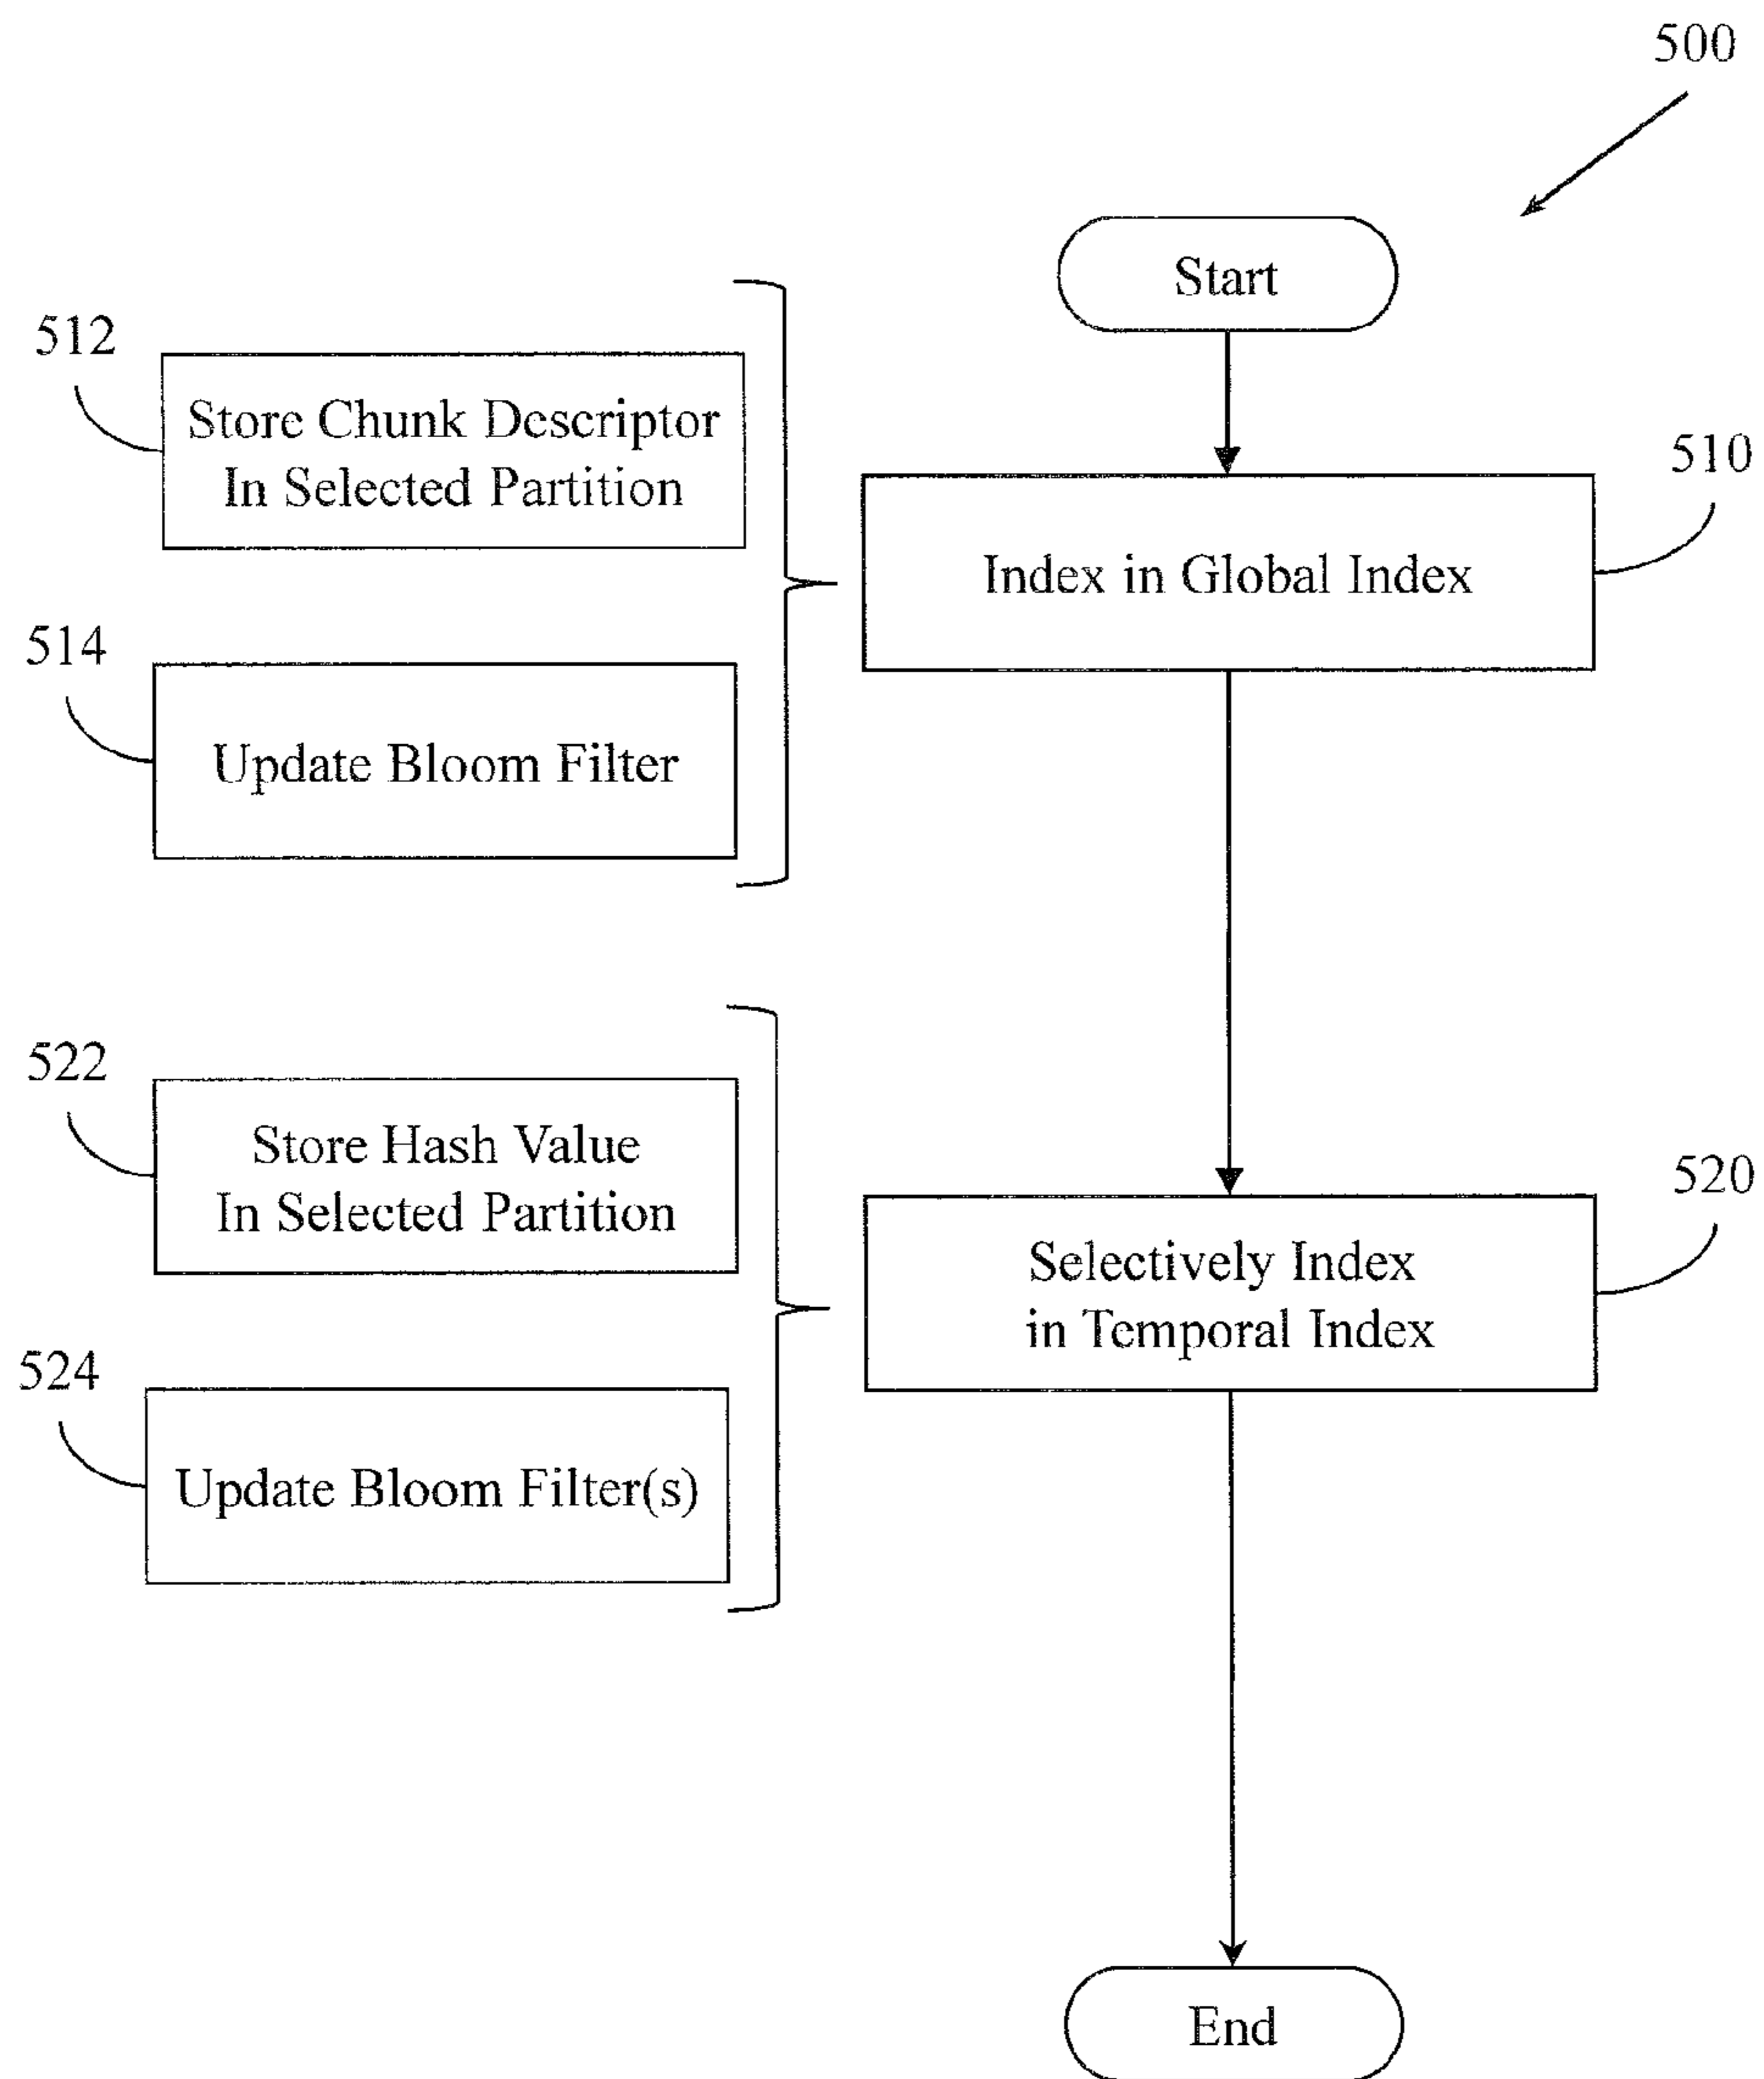 500
Start
512
Store Chunk Descriptor
In Selected Partition
510
Index in Global Index
514
Update Bloom Filter
522
Store Hash Value
In Selected Partition
520
Selectively Index
in Temporal Index
524
Update Bloom Filter(s)
End